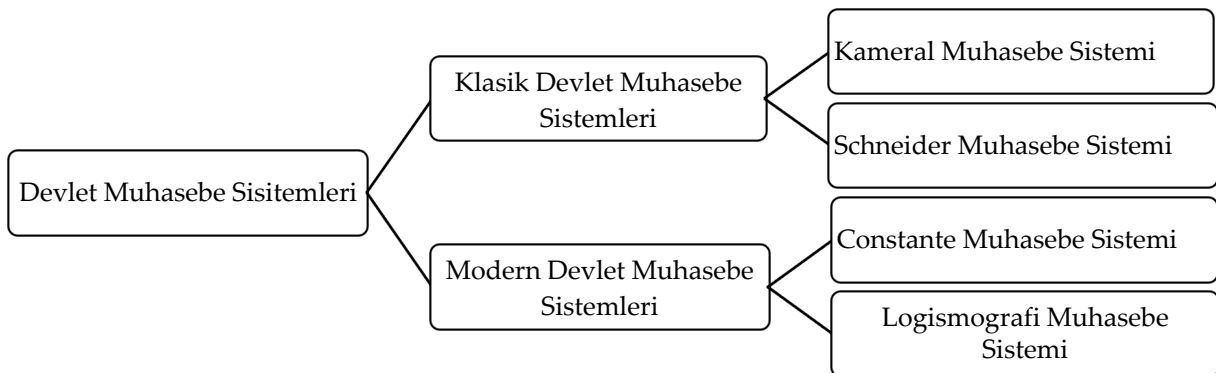 Devlet Muhasebe Sisitemleri
Klasik Devlet Muhasebe
Sistemleri
Kameral Muhasebe Sistemi
Schneider Muhasebe Sistemi
Modern Devlet Muhasebe
Sistemleri
Constante Muhasebe Sistemi
Logismografi Muhasebe
Sistemi